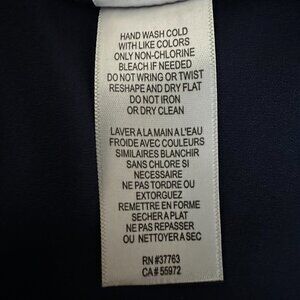 HAND WASH COLD
WITH LIKE COLORS
ONLY NON-CHLORINE
BLEACH IF NEEDED
DO NOT WRING OR TWIST
RESHAPE AND DRY FLAT
DO NOT IRON
OR DRY CLEAN
LAVER A LA MAIN A L'EAU
FROIDE AVEC COULEURS
SIMILAIRES BLANCHIR
SANS CHLORE SI
NECESSAIRE
NE PAS TORDRE OU
EXTORGUEZ
REMETTRE EN FORME
SECHER A PLAT
NE PAS REPASSER
OU NETTOYER A SEC
RN #37763
CA# 55972